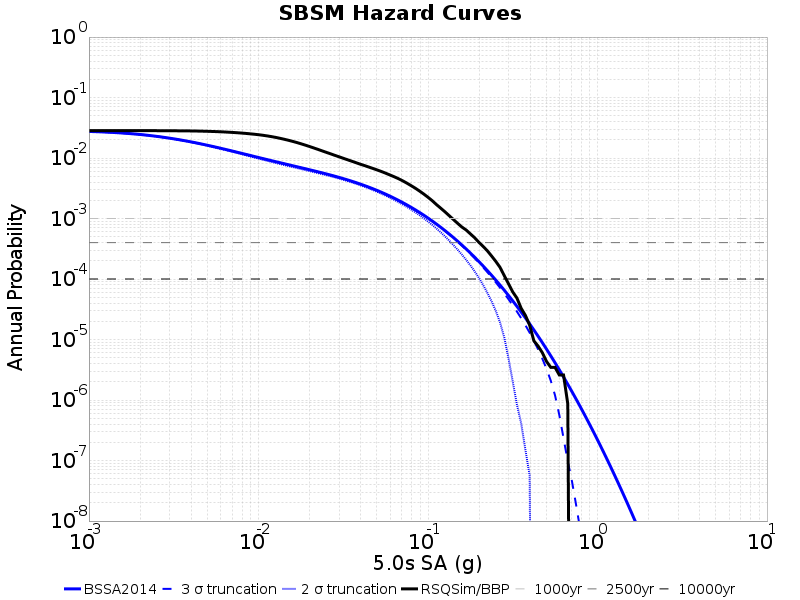 SBSM Hazard Curves
10^0
10^-1
10^-2
10^-3
10^-4
10^-5
10^-6
10^-7
10^-8
Annual Probability
10^-3 10^-2 10^-1 10^0 10^1
5.0s SA (g)
BSSA2014 3 σ truncation 2 σ truncation RSQSim/BBP 1000yr 2500yr 10000yr